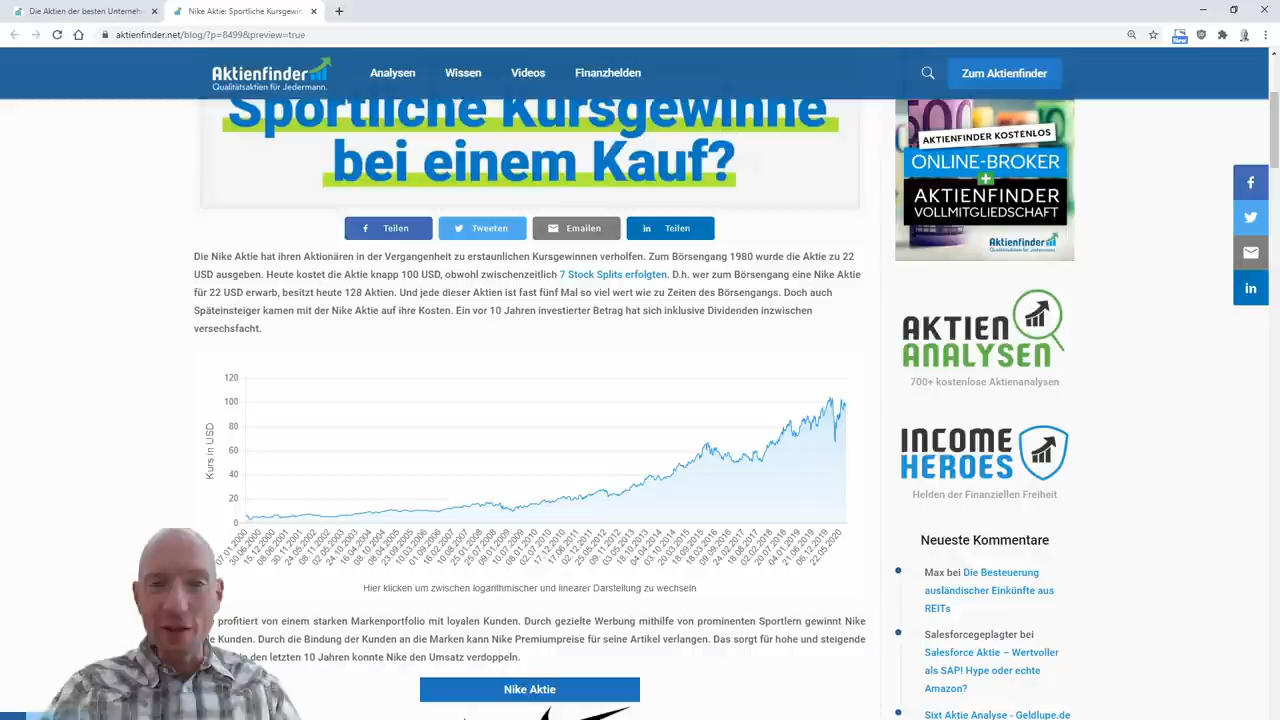 Die Aktien der besten Unterneh
Nike Aktie: Sportliche Kursgewin
aktienfinder.net/blog/?p=8499&preview=true
New
Aktienfinder
Qualitätsaktien für Jedermann.
Analysen
Wissen
Videos
Finanzhelden
Zum Aktienfinder
Sportliche Kursgewinne
bei einem Kauf?
Teilen
Tweeten
Emailen
Teilen
Die Nike Aktie hat ihren Aktionären in der Vergangenheit zu erstaunlichen Kursgewinnen verholfen. Zum Börsengang 1980 wurde die Aktie zu 22
USD ausgeben. Heute kostet die Aktie knapp 100 USD, obwohl zwischenzeitlich 7 Stock Splits erfolgten. D.h. wer zum Börsengang eine Nike Aktie
für 22 USD erwarb, besitzt heute 128 Aktien. Und jede dieser Aktien ist fast fünf Mal so viel wert wie zu Zeiten des Börsengangs. Doch auch
Späteinsteiger kamen mit der Nike Aktie auf ihre Kosten. Ein vor 10 Jahren investierter Betrag hat sich inklusive Dividenden inzwischen
versechsfacht.
Kurs in USD
120
100
80
60
40
20
0
Hier klicken um zwischen logarithmischer und linearer Darstellung zu wechseln
profitiert von einem starken Markenportfolio mit loyalen Kunden. Durch gezielte Werbung mithilfe von prominenten Sportlern gewinnt Nike
Kunden. Durch die Bindung der Kunden an die Marken kann Nike Premiumpreise für seine Artikel verlangen. Das sorgt für hohe und steigende
den letzten 10 Jahren konnte Nike den Umsatz verdoppeln.
Nike Aktie
500
AKTIENFINDER KOSTENLOS
ONLINE-BROKER
+
AKTIENFINDER
VOLLMITGLIEDSCHAFT
Aktienfinder
AKTIEN
ANALYSEN
700+ kostenlose Aktienanalysen
INCOME
HEROES
Helden der Finanziellen Freiheit
Neueste Kommentare
Max bei Die Besteuerung
ausländischer Einkünfte aus
REITs
Salesforcegeplagter bei
Salesforce Aktie – Wertvoller
als SAP! Hype oder echte
Amazon?
Sixt Aktie Analyse - Geldlupe.de